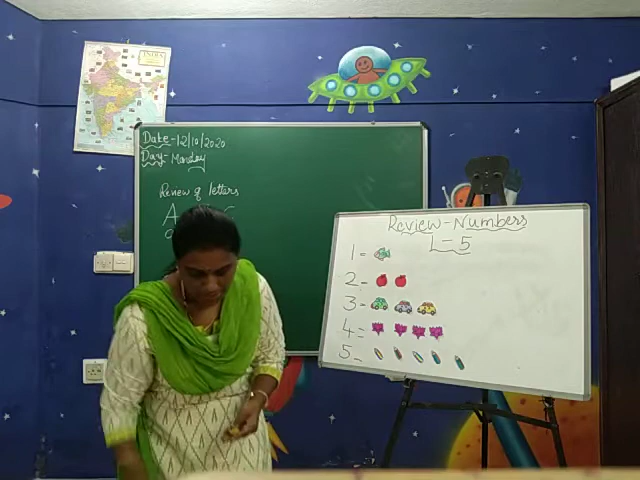 INDIA
Date-12/10/2020
Day-Monday
Review of letters
A
Review-Numbers
1-5
1=
2=
3=
4=
5=